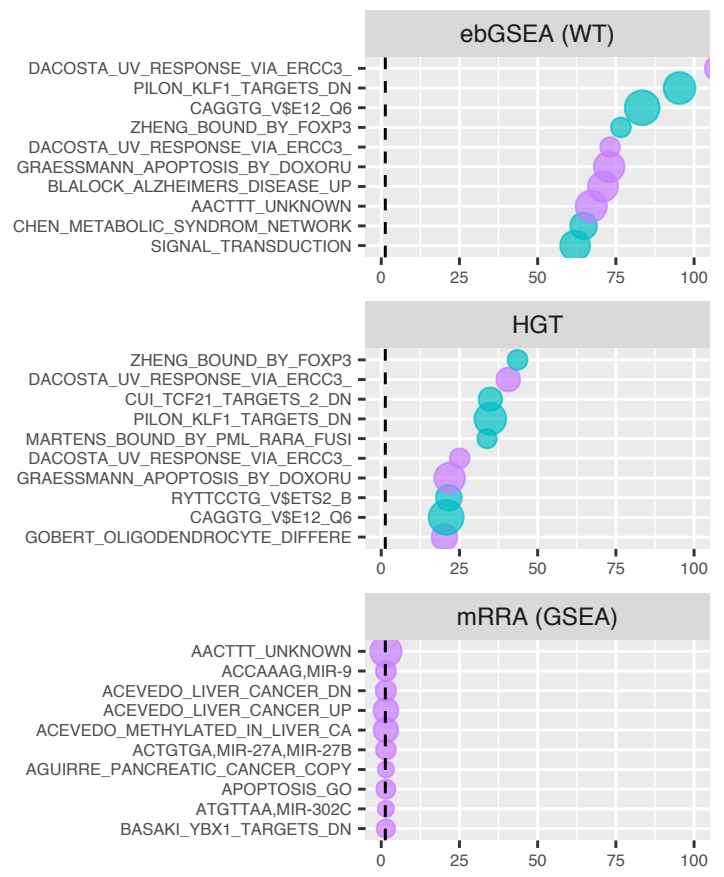 ebGSEA (WT)
DACOSTA_UV_RESPONSE_VIA_ERCC3_
PILON_KLF1_TARGETS_DN
CAGGTG_V$E12_Q6
ZHENG_BOUND_BY_FOXP3
DACOSTA_UV_RESPONSE_VIA_ERCC3_
GRAESSMANN_APOPTOSIS_BY_DOXORU
BLALOCK_ALZHEIMERS_DISEASE_UP
AACTTT_UNKNOWN
CHEN_METABOLIC_SYNDROM_NETWORK
SIGNAL_TRANSDUCTION
0 25 50 75 100
HGT
ZHENG_BOUND_BY_FOXP3
DACOSTA_UV_RESPONSE_VIA_ERCC3_
CUI_TCF21_TARGETS_2_DN
PILON_KLF1_TARGETS_DN
MARTENS_BOUND_BY_PML_RARA_FUSI
DACOSTA_UV_RESPONSE_VIA_ERCC3_
GRAESSMANN_APOPTOSIS_BY_DOXORU
RYTTCCTG_V$ETS2_B
CAGGTG_V$E12_Q6
GOBERT_OLIGODENDROCYTE_DIFFERE
0 25 50 75 100
mRRA (GSEA)
AACTTT_UNKNOWN
ACCAAAG,MIR-9
ACEVEDO_LIVER_CANCER_DN
ACEVEDO_LIVER_CANCER_UP
ACEVEDO_METHYLATED_IN_LIVER_CA
ACTGTGA,MIR-27A,MIR-27B
AGUIRRE_PANCREATIC_CANCER_COPY
APOPTOSIS_GO
ATGTTAA,MIR-302C
BASAKI_YBX1_TARGETS_DN
0 25 50 75 100